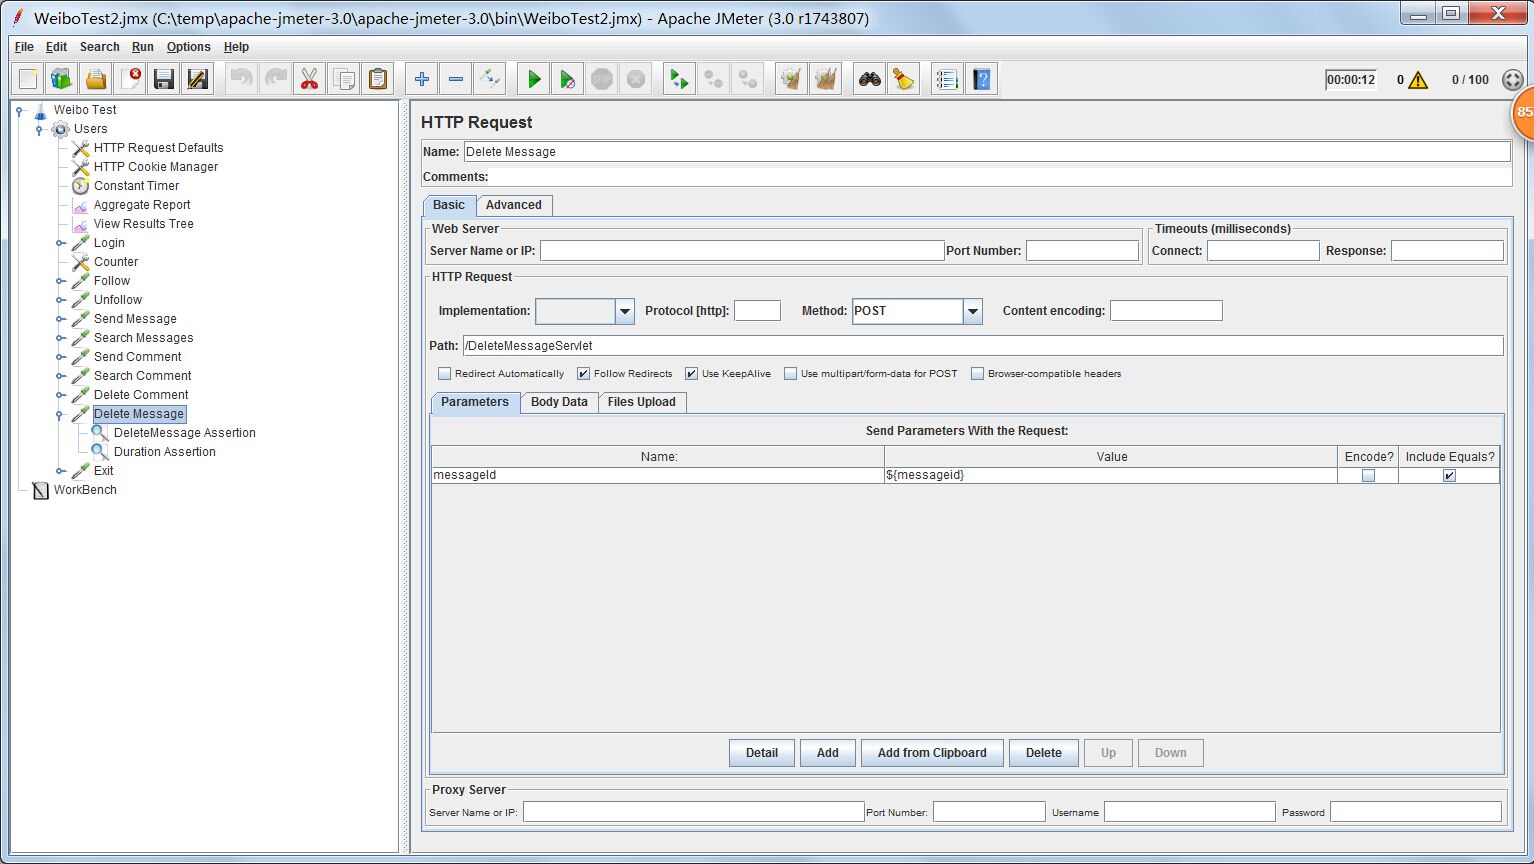 WeiboTest2.jmx (C:\temp\apache-jmeter-3.0\apache-jmeter-3.0\bin\WeiboTest2.jmx) - Apache JMeter (3.0 r1743807)
File Edit Search Run Options Help
STOP 00:00:12 0 0 / 100
85
Weibo Test
Users
HTTP Request Defaults
HTTP Cookie Manager
Constant Timer
Aggregate Report
View Results Tree
Login
Counter
Follow
Unfollow
Send Message
Search Messages
Send Comment
Search Comment
Delete Comment
Delete Message
DeleteMessage Assertion
Duration Assertion
Exit
WorkBench
HTTP Request
Name: Delete Message
Comments:
Basic Advanced
Web Server Timeouts (milliseconds)
Server Name or IP: Port Number: Connect: Response:
HTTP Request
Implementation: Protocol [http]: Method: POST Content encoding:
Path: /DeleteMessageServlet
Redirect Automatically Follow Redirects Use KeepAlive Use multipart/form-data for POST Browser-compatible headers
Parameters Body Data Files Upload
Send Parameters With the Request:
Name: Value Encode? Include Equals?
messageId ${messageid}
Detail Add Add from Clipboard Delete Up Down
Proxy Server
Server Name or IP: Port Number: Username Password